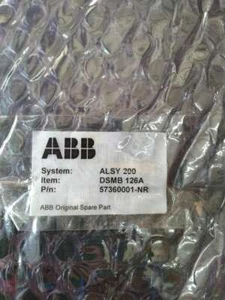 ABB
System: ALSY 200
Item: DSMB 126A
P/n: 57360001-NR
ABB Original Spare Part